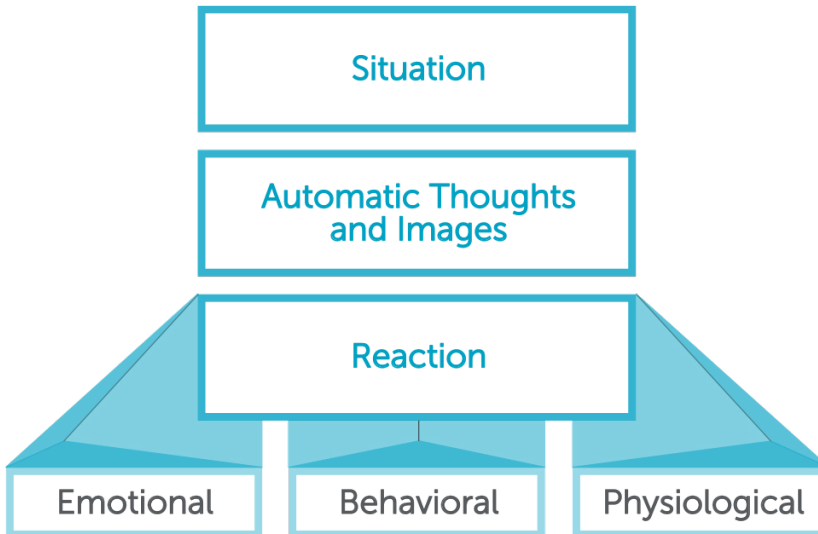 Situation
Automatic Thoughts
and Images
Reaction
Emotional
Behavioral
Physiological